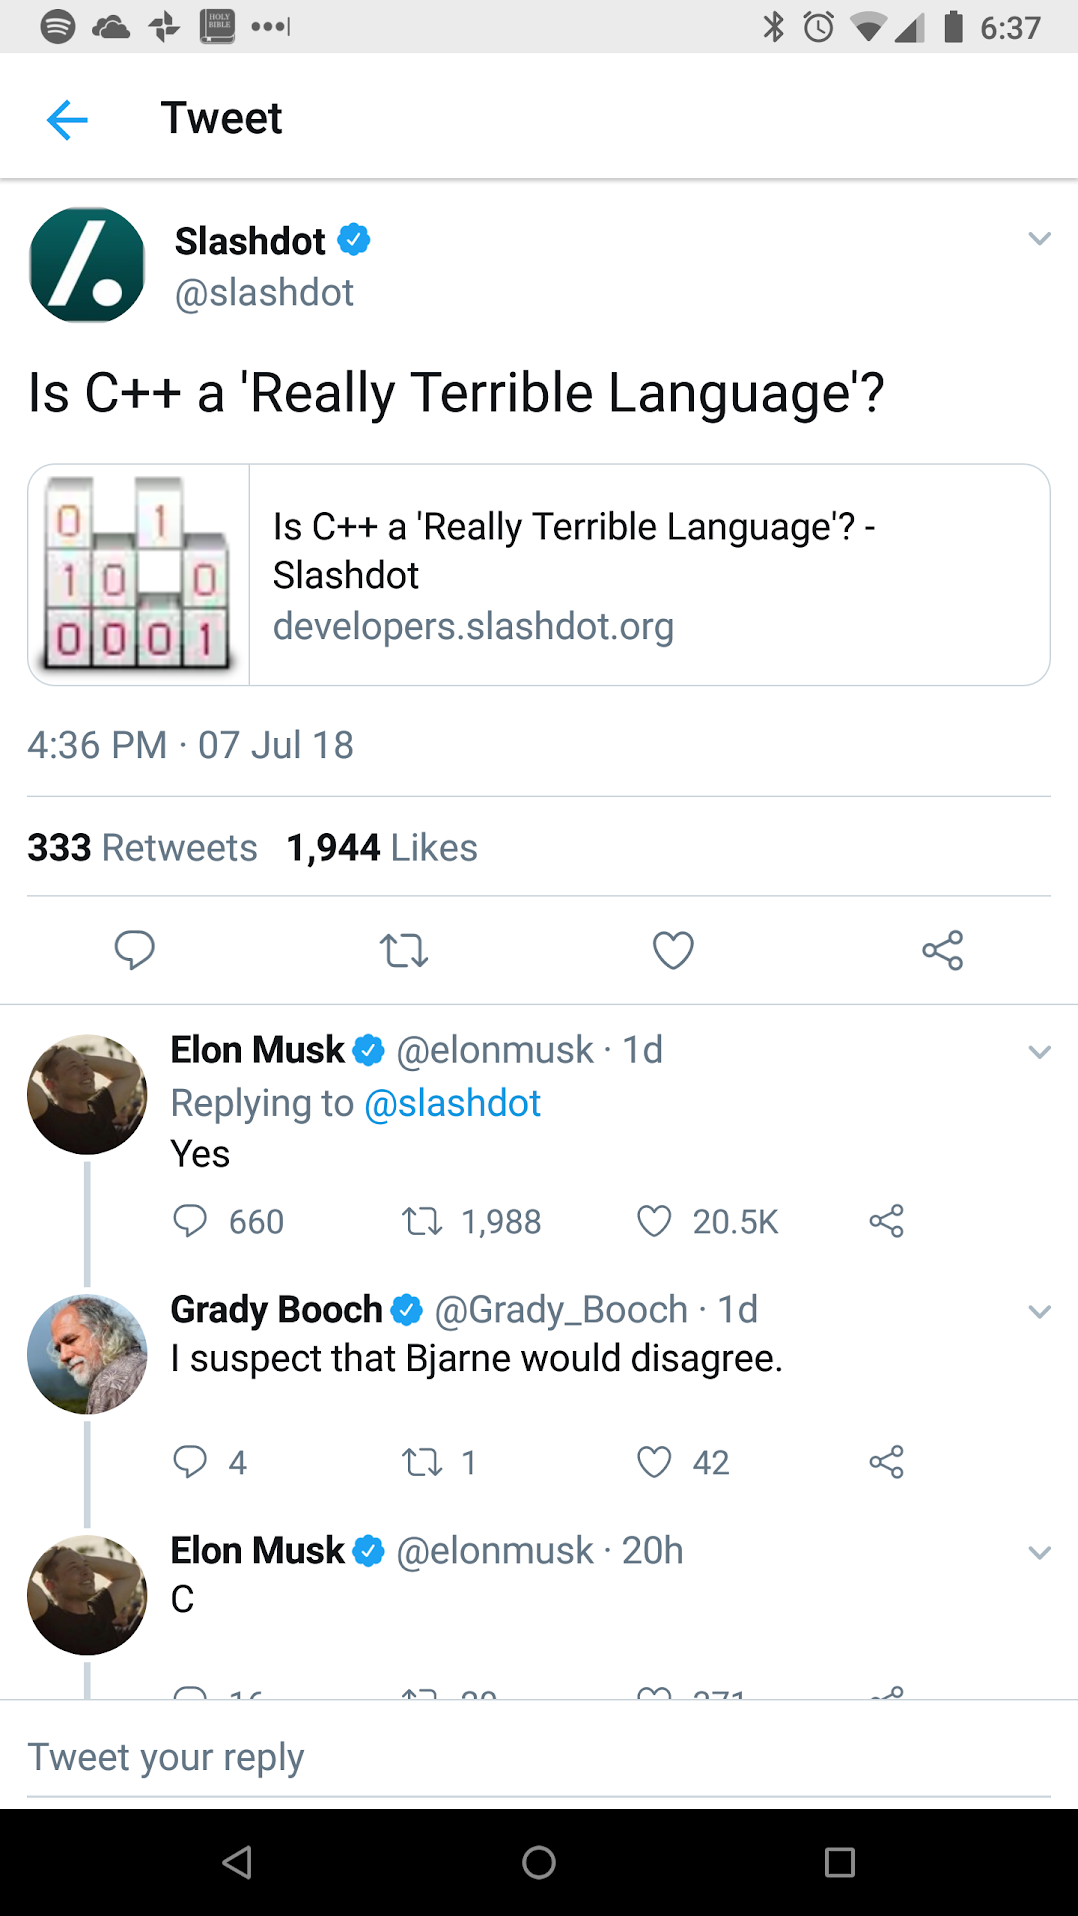 HOLY BIBLE 6:37
Tweet
Slashdot
@slashdot
Is C++ a 'Really Terrible Language'?
0 1
1 0 0
0 0 0 1
Is C++ a 'Really Terrible Language'? -
Slashdot
developers.slashdot.org
4:36 PM · 07 Jul 18
333 Retweets 1,944 Likes
Elon Musk @elonmusk · 1d
Replying to @slashdot
Yes
660 1,988 20.5K
Grady Booch @Grady_Booch · 1d
I suspect that Bjarne would disagree.
4 1 42
Elon Musk @elonmusk · 20h
C
Tweet your reply